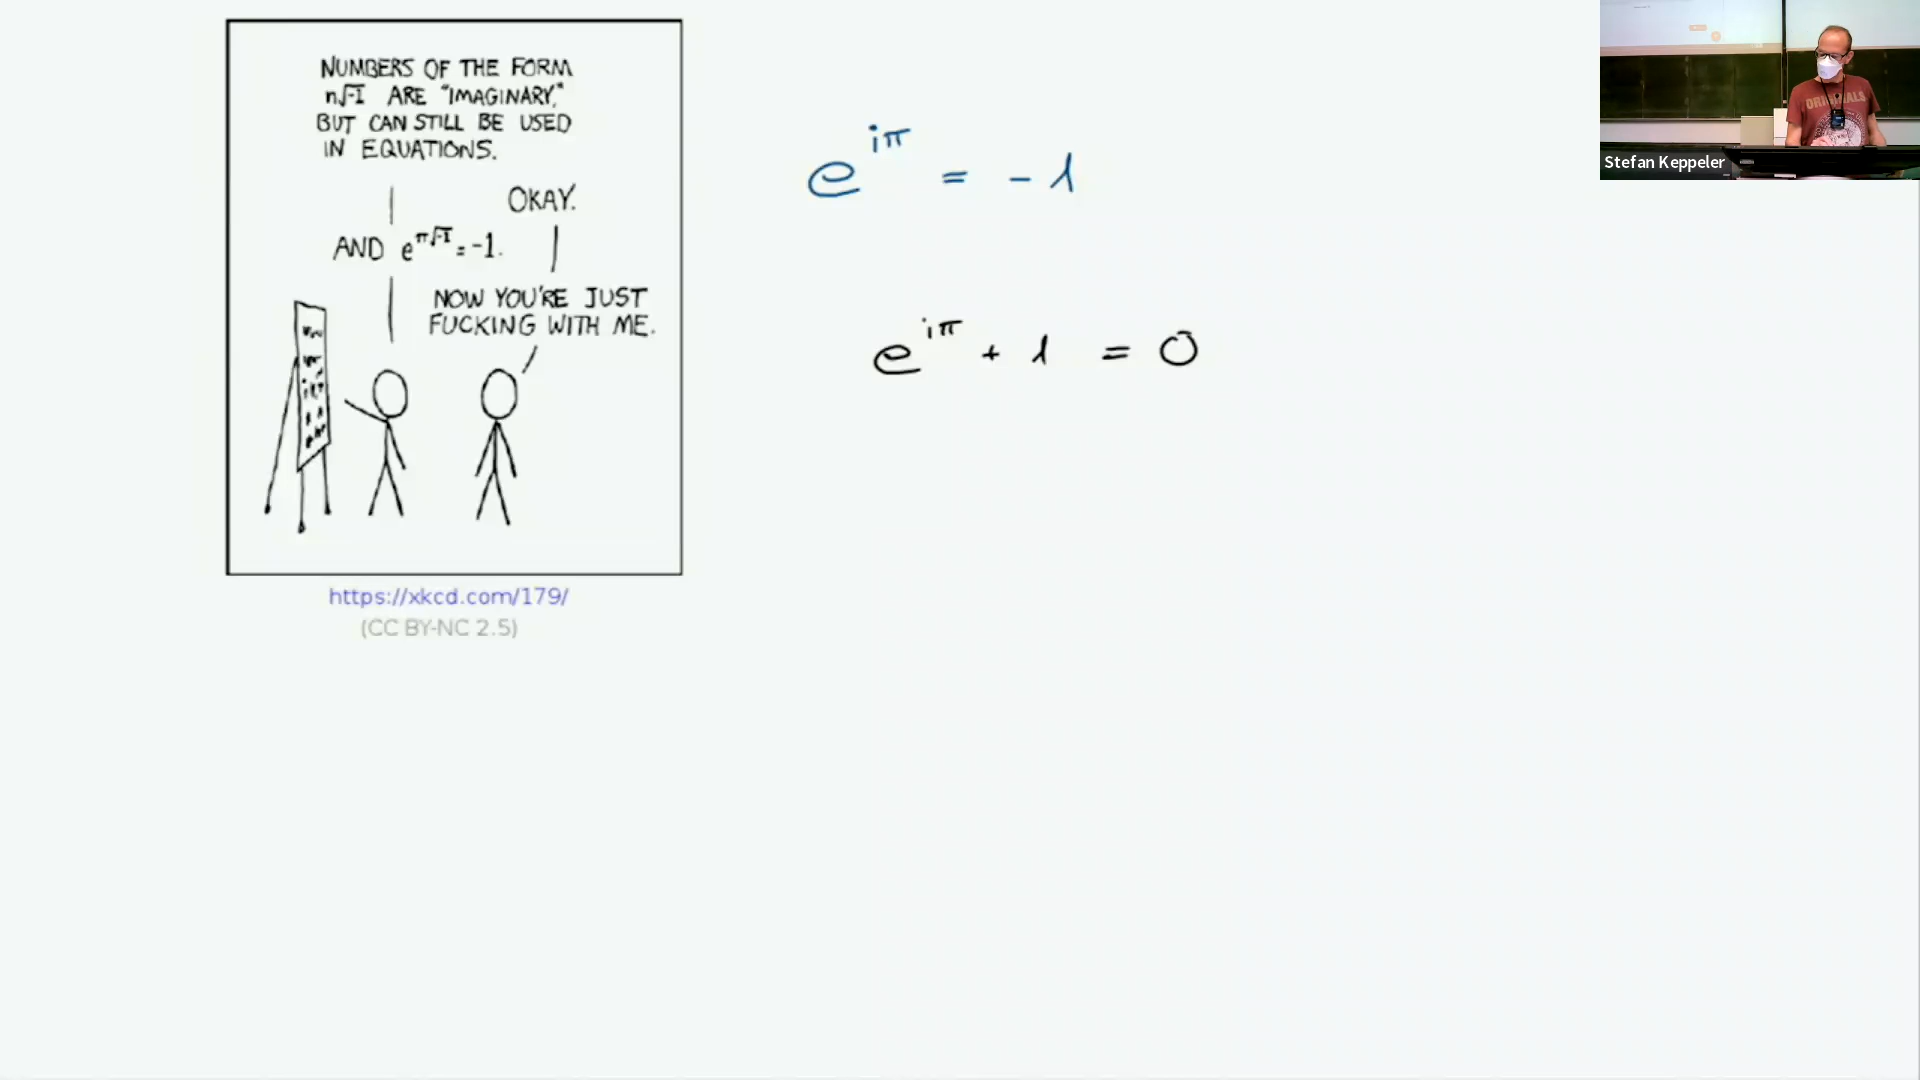 NUMBERS OF THE FORM
n√-1 ARE "IMAGINARY,"
BUT CAN STILL BE USED
IN EQUATIONS.
OKAY.
AND e^π√-1 = -1.
NOW YOU'RE JUST
FUCKING WITH ME.
https://xkcd.com/179/
(CC BY-NC 2.5)
e^iπ = -1
e^iπ + 1 = 0
ORIGINALS
Stefan Keppeler